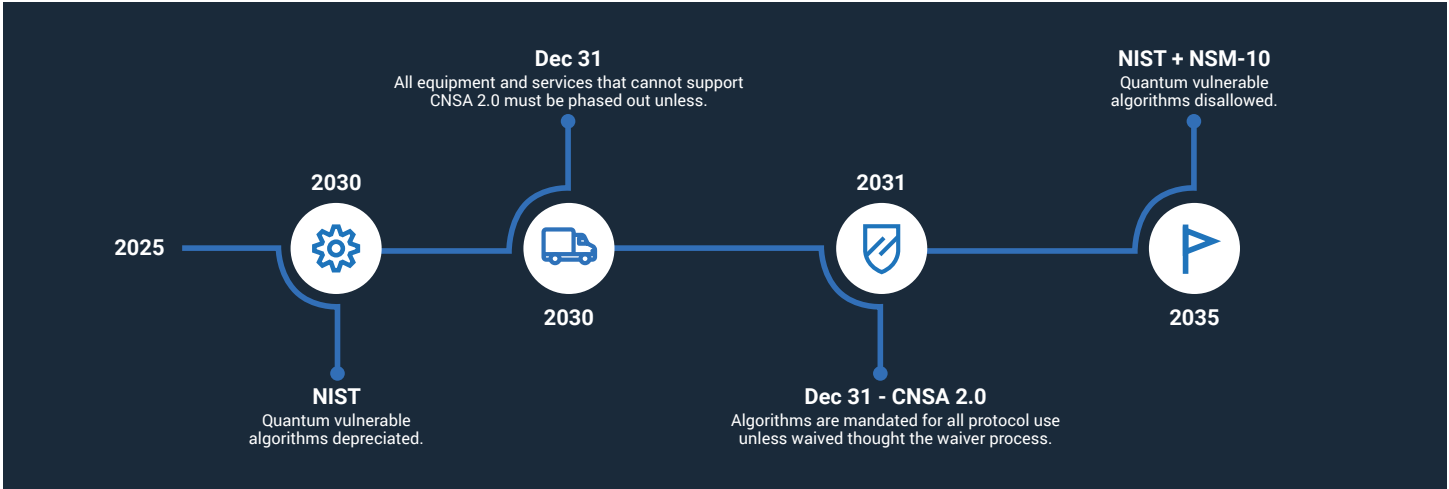 2025
2030
NIST
Quantum vulnerable
algorithms depreciated.
Dec 31
All equipment and services that cannot support
CNSA 2.0 must be phased out unless.
2030
2031
Dec 31 - CNSA 2.0
Algorithms are mandated for all protocol use
unless waived thought the waiver process.
NIST + NSM-10
Quantum vulnerable
algorithms disallowed.
2035